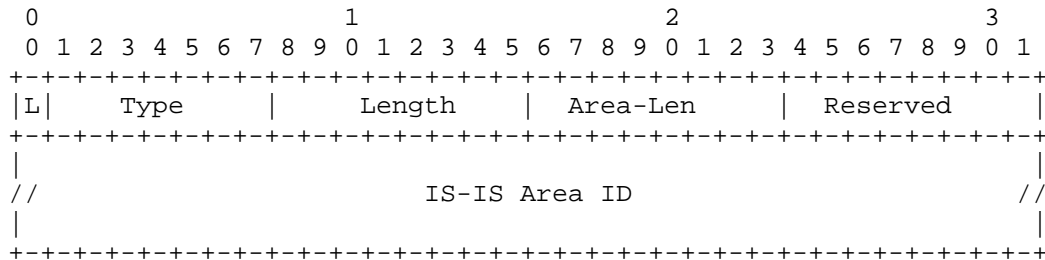 0                   1                   2                   3
 0 1 2 3 4 5 6 7 8 9 0 1 2 3 4 5 6 7 8 9 0 1 2 3 4 5 6 7 8 9 0 1
+-+-+-+-+-+-+-+-+-+-+-+-+-+-+-+-+-+-+-+-+-+-+-+-+-+-+-+-+-+-+-+-+
|L|    Type       |     Length    |  Area-Len     |  Reserved     |
+-+-+-+-+-+-+-+-+-+-+-+-+-+-+-+-+-+-+-+-+-+-+-+-+-+-+-+-+-+-+-+-+
|                                                               |
//                        IS-IS Area ID                        //
|                                                               |
+-+-+-+-+-+-+-+-+-+-+-+-+-+-+-+-+-+-+-+-+-+-+-+-+-+-+-+-+-+-+-+-+